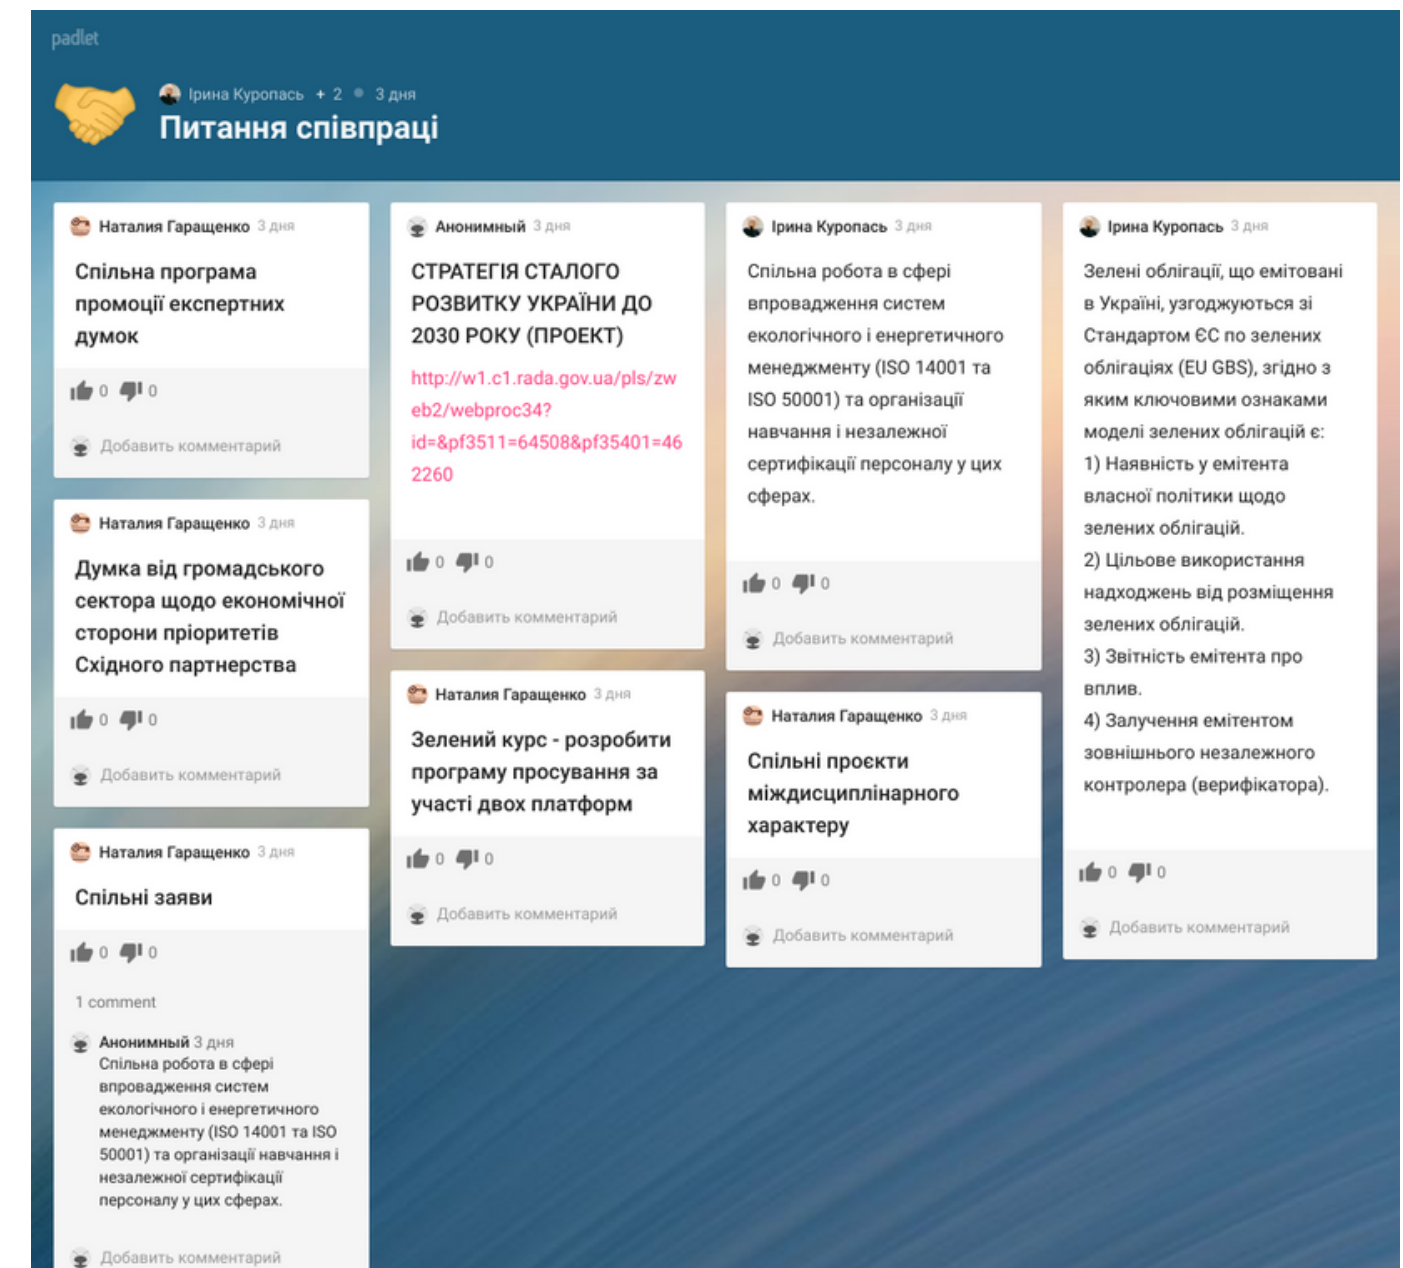 padlet
Ірина Куропась + 2 3 дня
Питання співпраці
Наталия Гаращенко 3 дня
Спільна програма
промоції експертних
думок
0 0
Добавить комментарий
Наталия Гаращенко 3 дня
Думка від громадського
сектора щодо економічної
сторони пріоритетів
Східного партнерства
0 0
Добавить комментарий
Наталия Гаращенко 3 дня
Спільні заяви
0 0
1 comment
Анонимный 3 дня
Спільна робота в сфері
впровадження систем
екологічного і енергетичного
менеджменту (ISO 14001 та ISO
50001) та організації навчання і
незалежної сертифікації
персоналу у цих сферах.
Добавить комментарий
Анонимный 3 дня
СТРАТЕГІЯ СТАЛОГО
РОЗВИТКУ УКРАЇНИ ДО
2030 РОКУ (ПРОЕКТ)
http://w1.c1.rada.gov.ua/pls/zw
eb2/webproc34?
id=&pf3511=64508&pf35401=46
2260
0 0
Добавить комментарий
Наталия Гаращенко 3 дня
Зелений курс - розробити
програму просування за
участі двох платформ
0 0
Добавить комментарий
Ірина Куропась 3 дня
Спільна робота в сфері
впровадження систем
екологічного і енергетичного
менеджменту (ISO 14001 та
ISO 50001) та організації
навчання і незалежної
сертифікації персоналу у цих
сферах.
0 0
Добавить комментарий
Наталия Гаращенко 3 дня
Спільні проєкти
міждисциплінарного
характеру
0 0
Добавить комментарий
Ірина Куропась 3 дня
Зелені облігації, що емітовані
в Україні, узгоджуються зі
Стандартом ЄС по зелених
облігаціях (EU GBS), згідно з
яким ключовими ознаками
моделі зелених облігацій є:
1) Наявність у емітента
власної політики щодо
зелених облігацій.
2) Цільове використання
надходжень від розміщення
зелених облігацій.
3) Звітність емітента про
вплив.
4) Залучення емітентом
зовнішнього незалежного
контролера (верифікатора).
0 0
Добавить комментарий